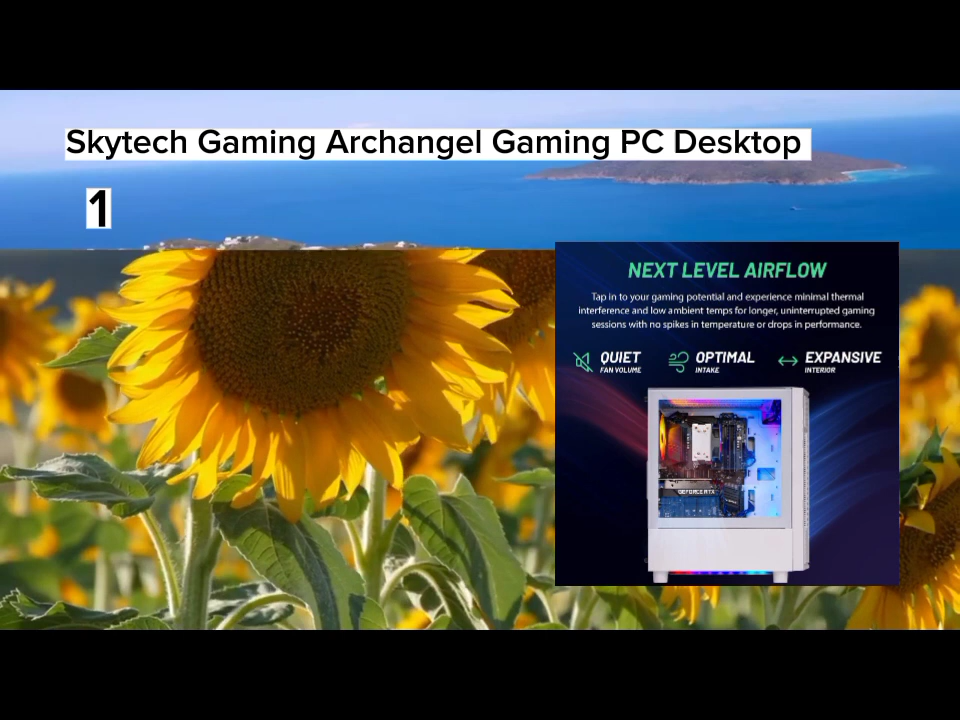 Skytech Gaming Archangel Gaming PC Desktop
1
NEXT LEVEL AIRFLOW
Tap in to your gaming potential and experience minimal thermal
interference and low ambient temps for longer, uninterrupted gaming
sessions with no spikes in temperature or drops in performance.
QUIET
FAN VOLUME
OPTIMAL
INTAKE
EXPANSIVE
INTERIOR
GEFORCE RTX